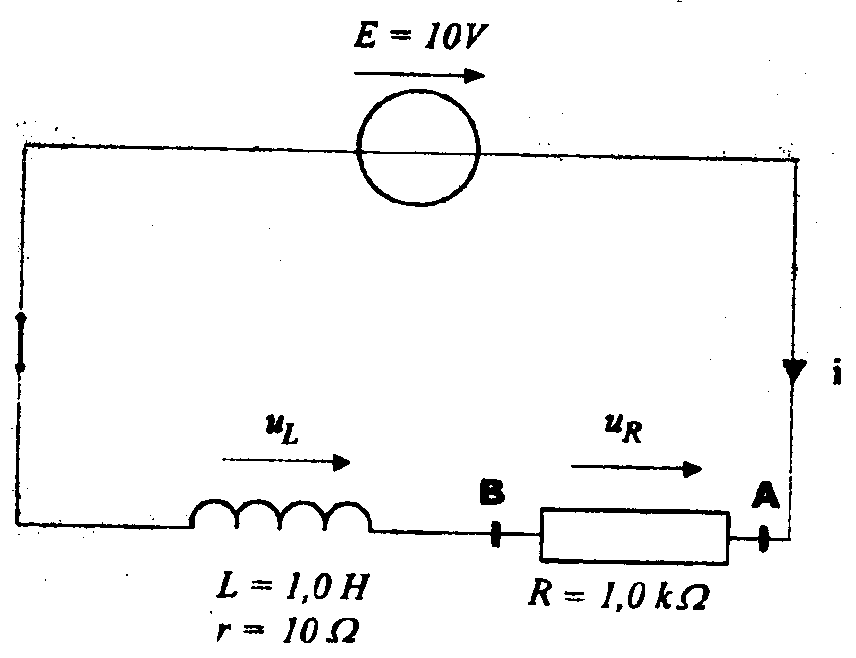 E = 10V
i
u_L
u_R
B
A
L = 1,0 H
r = 10 Ω
R = 1,0 kΩ